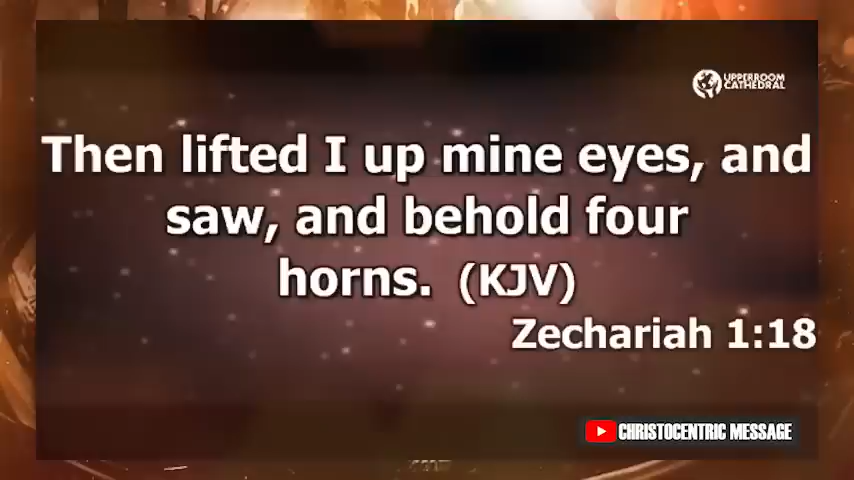 UPPERROOM
CATHEDRAL
Then lifted I up mine eyes, and
saw, and behold four
horns. (KJV)
Zechariah 1:18
CHRISTOCENTRIC MESSAGE